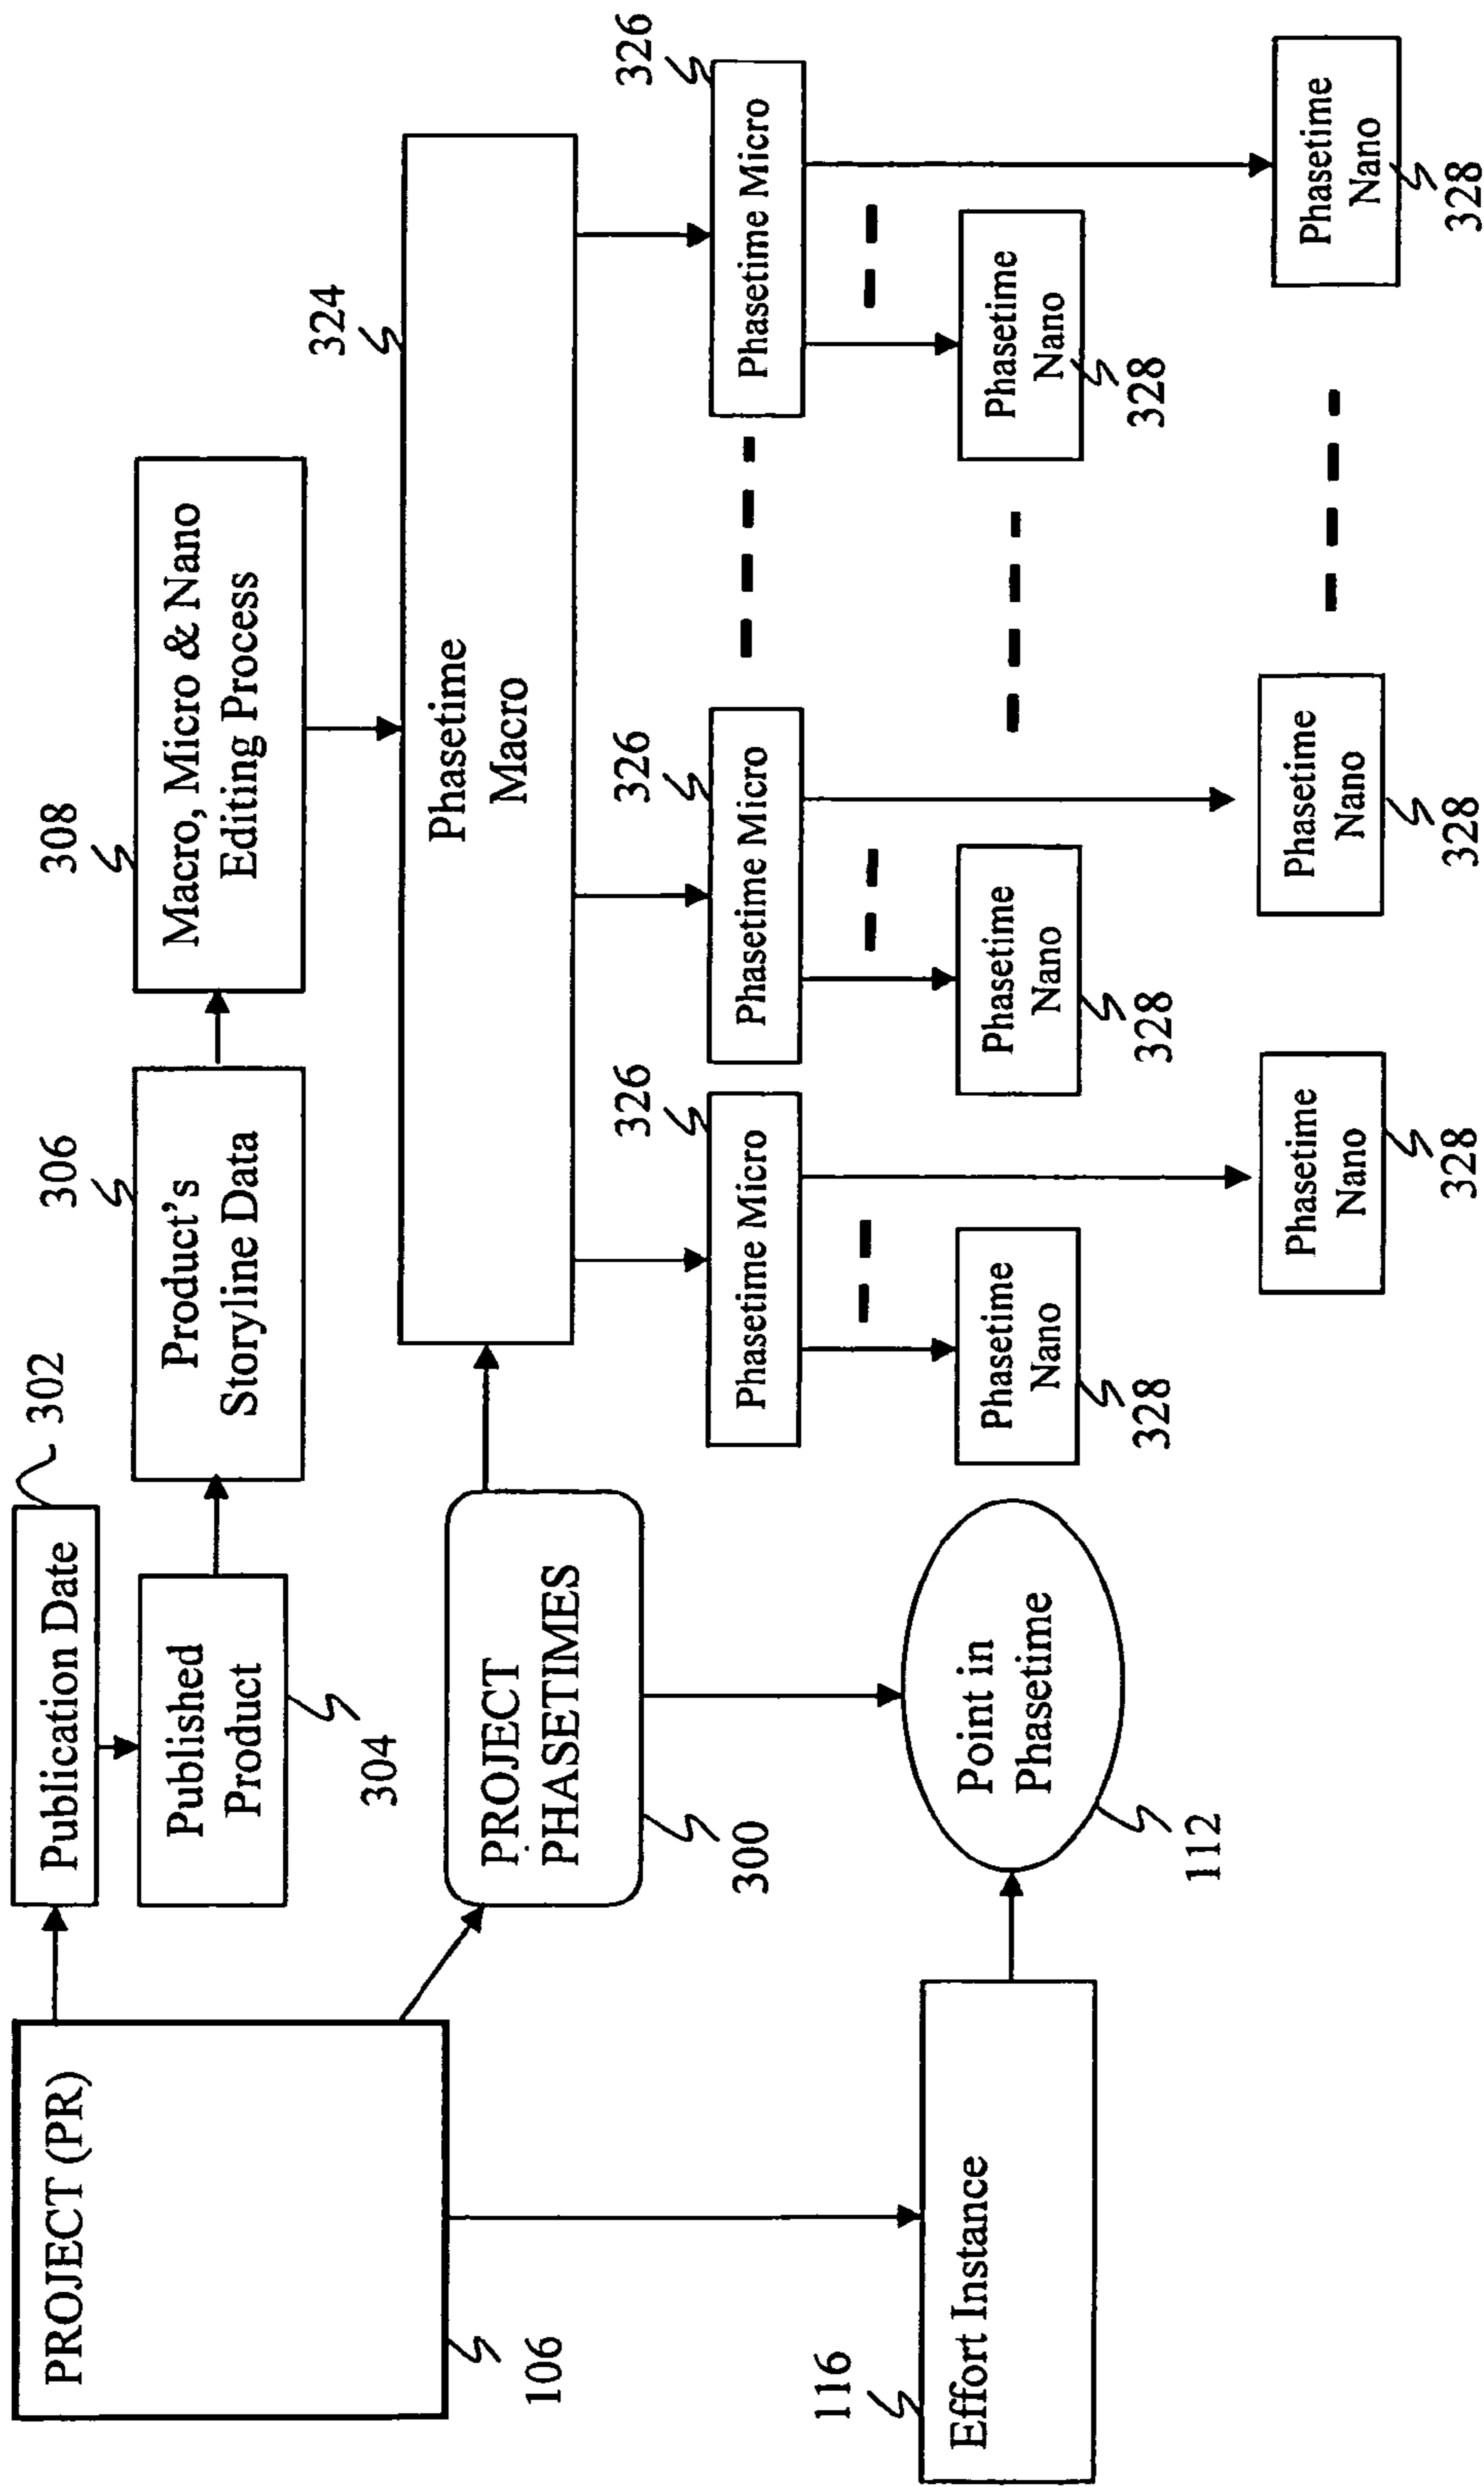 PROJECT (PR)
106
Publication Date
302
Published
Product
304
Product's
Storyline Data
306
Macro, Micro & Nano
Editing Process
308
PROJECT
PHASETIMES
300
Phasetime
Macro
324
Effort Instance
116
Point in
Phasetime
112
Phasetime Micro
326
Phasetime Micro
326
Phasetime Micro
326
Phasetime
Nano
328
Phasetime
Nano
328
Phasetime
Nano
328
Phasetime
Nano
328
Phasetime
Nano
328
Phasetime
Nano
328